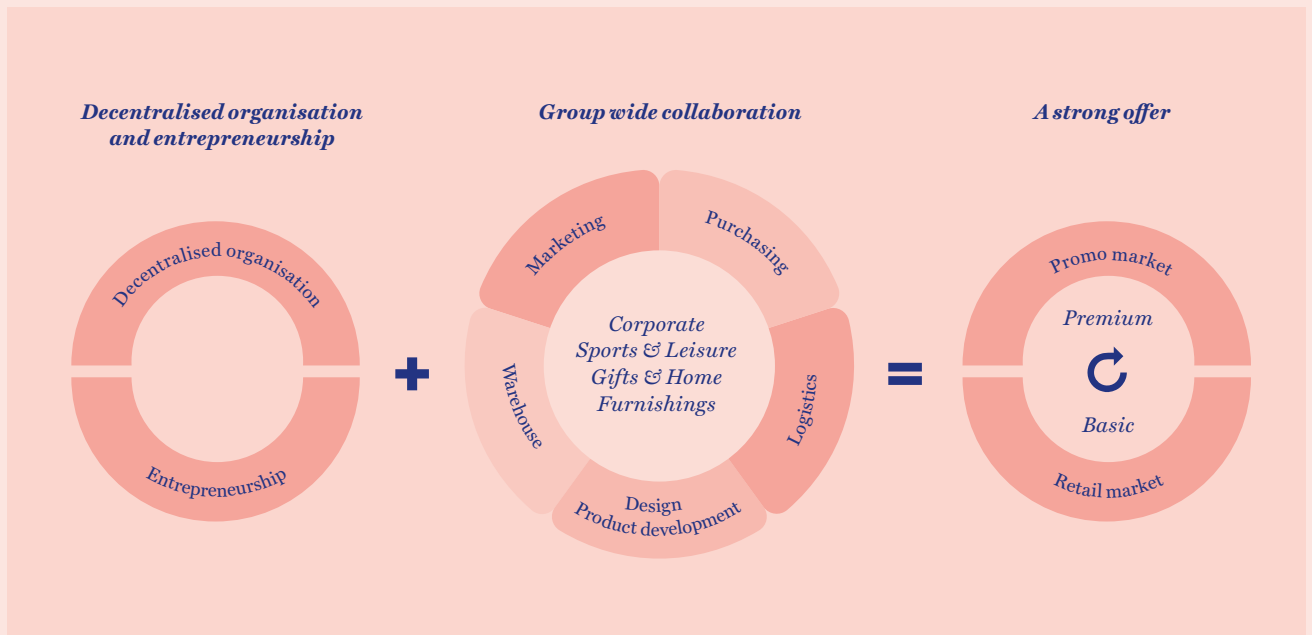 Decentralised organisation
and entrepreneurship
Decentralised organisation
Entrepreneurship
+
Group wide collaboration
Marketing
Purchasing
Warehouse
Logistics
Design
Product development
Corporate
Sports & Leisure
Gifts & Home
Furnishings
=
A strong offer
Promo market
Premium
Basic
Retail market